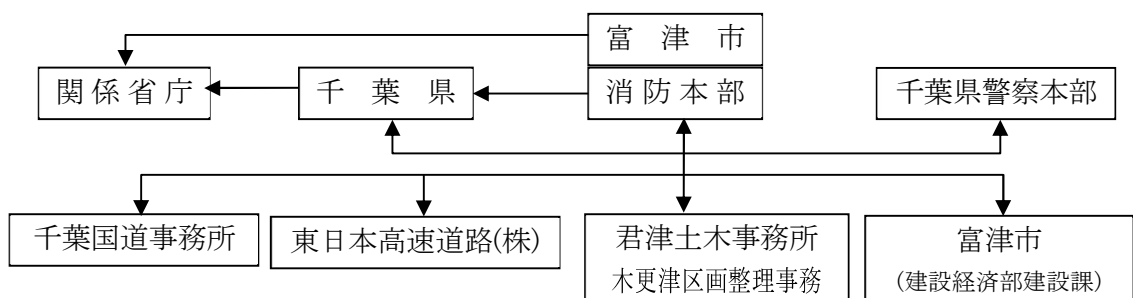 富津市
関係省庁
千葉県
消防本部
千葉県警察本部
千葉国道事務所
東日本高速道路(株)
君津土木事務所
木更津区画整理事務
富津市
(建設経済部建設課)